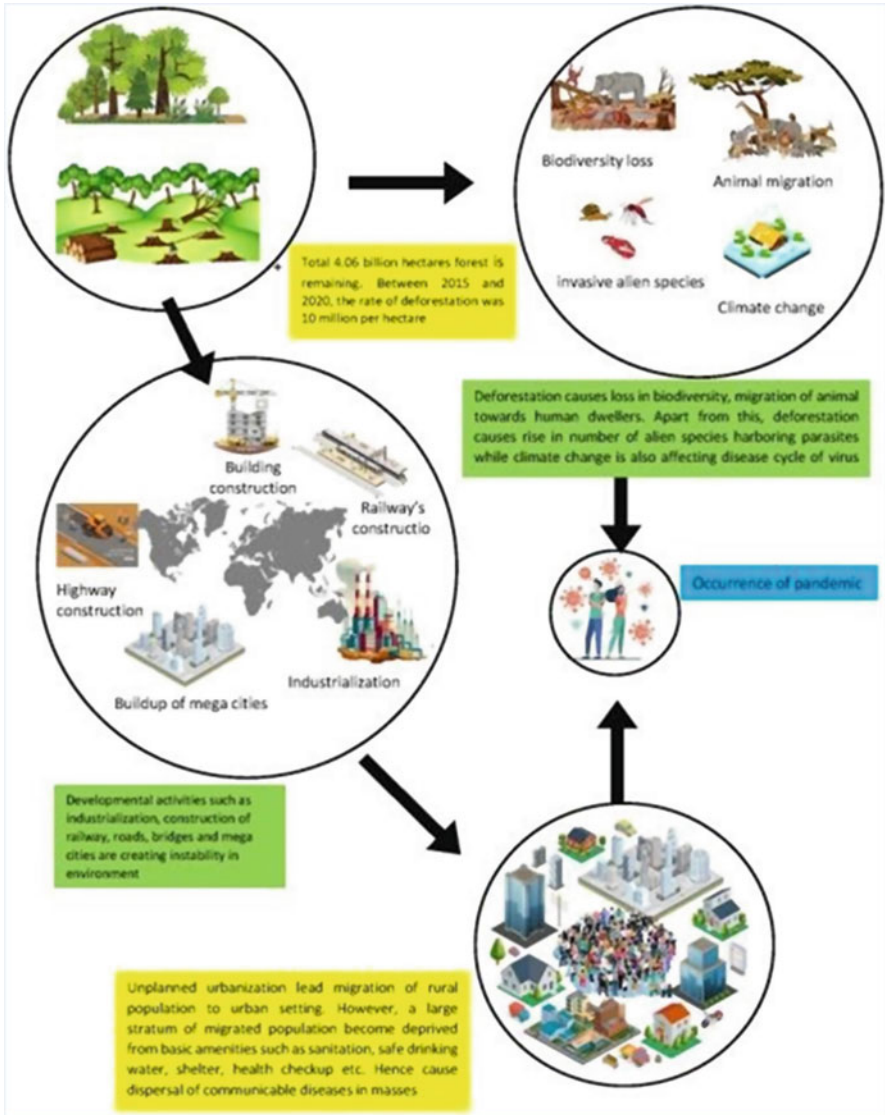 Biodiversity loss
Animal migration
invasive alien species
Climate change
Total 4.06 billion hectares forest is
remaining. Between 2015 and
2020, the rate of deforestation was
10 million per hectare
Deforestation causes loss in biodiversity, migration of animal
towards human dwellers. Apart from this, deforestation
causes rise in number of alien species harboring parasites
while climate change is also affecting disease cycle of virus
Building
construction
Railway's
constructio
Highway
construction
Industrialization
Buildup of mega cities
Occurrence of pandemic
Developmental activities such as
industrialization, construction of
railway, roads, bridges and mega
cities are creating instability in
environment
Unplanned urbanization lead migration of rural
population to urban setting. However, a large
stratum of migrated population become deprived
from basic amenities such as sanitation, safe drinking
water, shelter, health checkup etc. Hence cause
dispersal of communicable diseases in masses